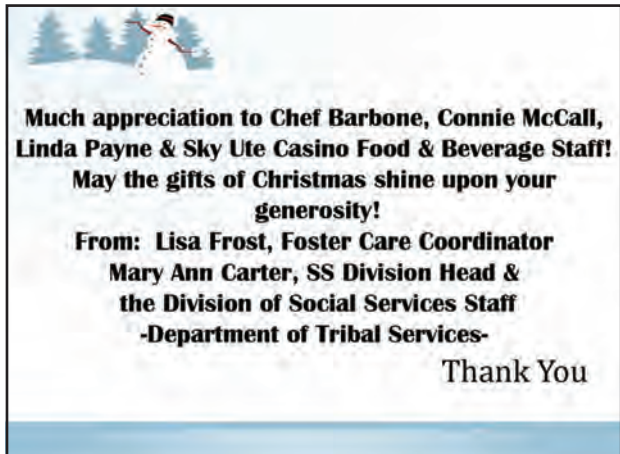 Much appreciation to Chef Barbone, Connie McCall,
Linda Payne & Sky Ute Casino Food & Beverage Staff!
May the gifts of Christmas shine upon your
generosity!
From: Lisa Frost, Foster Care Coordinator
Mary Ann Carter, SS Division Head &
the Division of Social Services Staff
-Department of Tribal Services-
Thank You